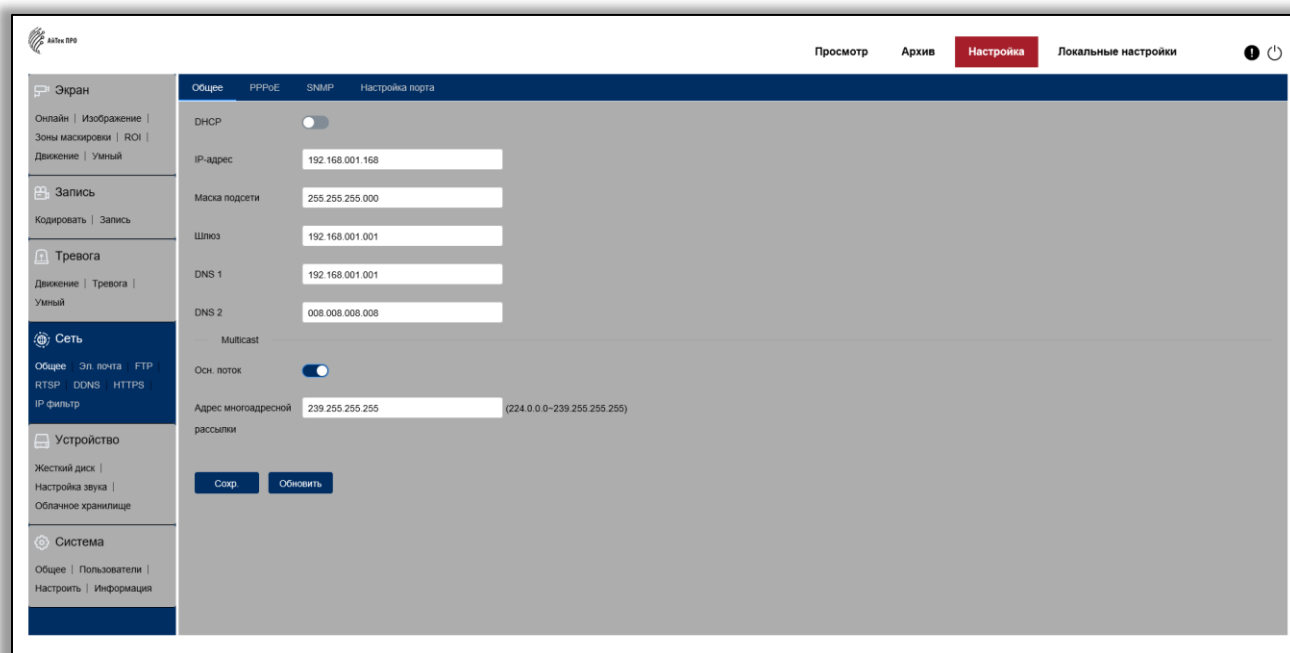 АйТек ПРО
Просмотр Архив Настройка Локальные настройки
Экран
Онлайн | Изображение |
Зоны маскировки | ROI |
Движение | Умный
Запись
Кодировать | Запись
Тревога
Движение | Тревога |
Умный
Сеть
Общее | Эл. почта | FTP |
RTSP | DDNS | HTTPS |
IP фильтр
Устройство
Жесткий диск |
Настройка звука |
Облачное хранилище
Система
Общее | Пользователи |
Настроить | Информация
Общее PPPoE SNMP Настройка порта
DHCP
IP-адрес 192.168.001.168
Маска подсети 255.255.255.000
Шлюз 192.168.001.001
DNS 1 192.168.001.001
DNS 2 008.008.008.008
Multicast
Осн. поток
Адрес многоадресной 239.255.255.255 (224.0.0.0~239.255.255.255)
рассылки
Сохр. Обновить